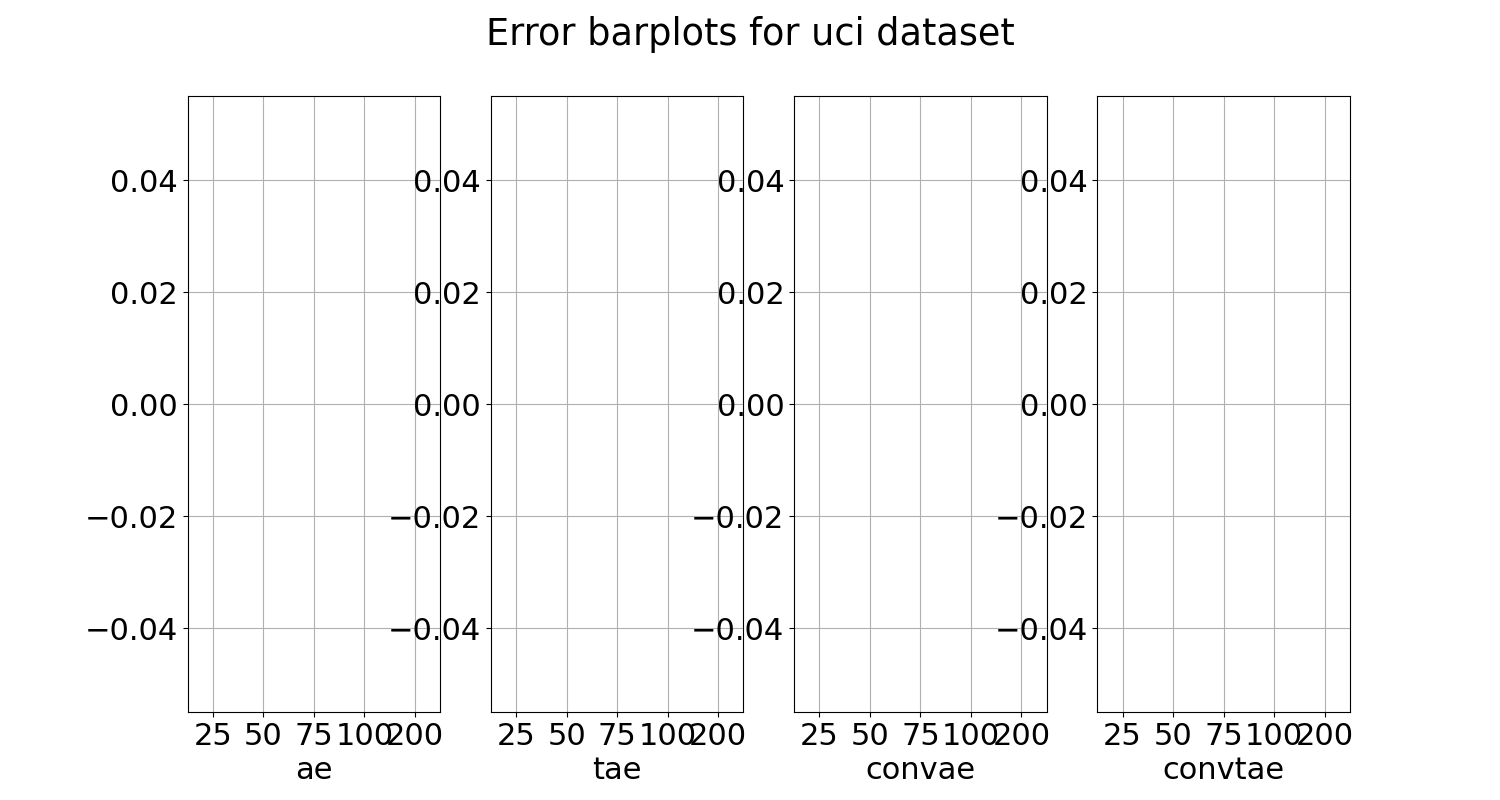 Error barplots for uci dataset
0.04 0.04 0.04 0.04
0.02 0.02 0.02 0.02
0.00 0.00 0.00 0.00
−0.02 −0.02 −0.02 −0.02
−0.04 −0.04 −0.04 −0.04
25 50 75 100 200 25 50 75 100 200 25 50 75 100 200 25 50 75 100 200
ae tae convae convtae